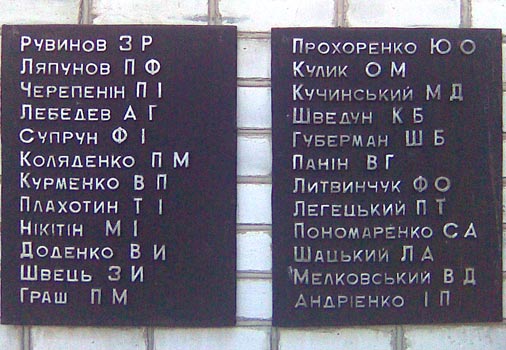 Рувинов З Р
Ляпунов П Ф
Черепенін П І
Лебедєв А Г
Супрун Ф І
Коляденко П М
Курменко В П
Плахотин Т І
Нікітін М І
Доденко В И
Швець З И
Граш П М
Прохоренко Ю О
Кулик О М
Кучинський М Д
Шведун К Б
Губерман Ш Б
Панін В Г
Литвинчук Ф О
Легецький П Т
Пономаренко С А
Шацький Л А
Мелковський В Д
Андрієнко І П